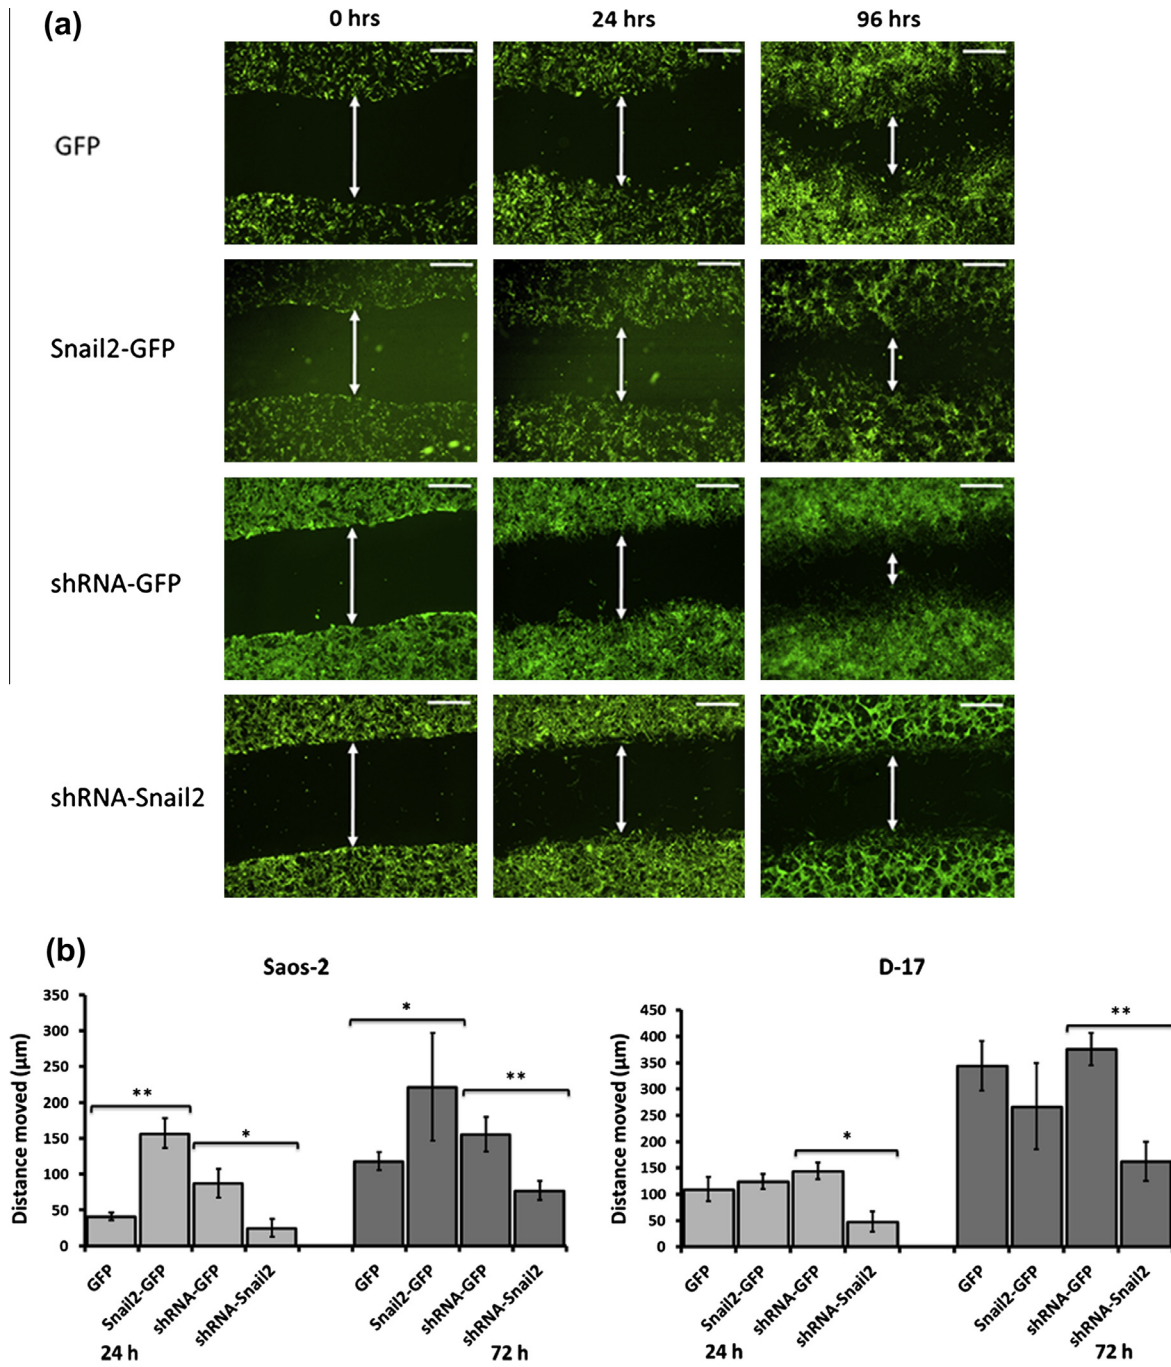 (a) 0 hrs 24 hrs 96 hrs
GFP
Snail2-GFP
shRNA-GFP
shRNA-Snail2
(b)
Saos-2
Distance moved (µm)
350
300
250
200
150
100
50
0
** * * **
GFP Snail2-GFP shRNA-GFP shRNA-Snail2 GFP Snail2-GFP shRNA-GFP shRNA-Snail2
24 h 72 h
D-17
Distance moved (µm)
450
400
350
300
250
200
150
100
50
0
* **
GFP Snail2-GFP shRNA-GFP shRNA-Snail2 GFP Snail2-GFP shRNA-GFP shRNA-Snail2
24 h 72 h